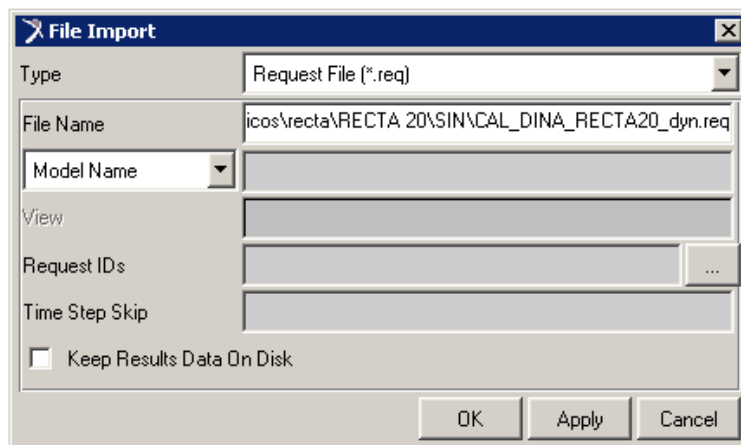 File Import
Type Request File (*.req)
File Name icos\recta\RECTA 20\SIN\CAL_DINA_RECTA20_dyn.req
Model Name
View
Request IDs ...
Time Step Skip
Keep Results Data On Disk
OK Apply Cancel